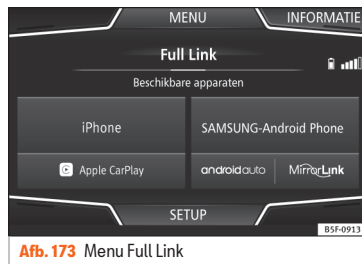 MENU
INFORMATIE
Full Link
Beschikbare apparaten
iPhone
SAMSUNG-Android Phone
Apple CarPlay
androidauto
MirrorLink
SETUP
B5F-0913
Afb. 173 Menu Full Link